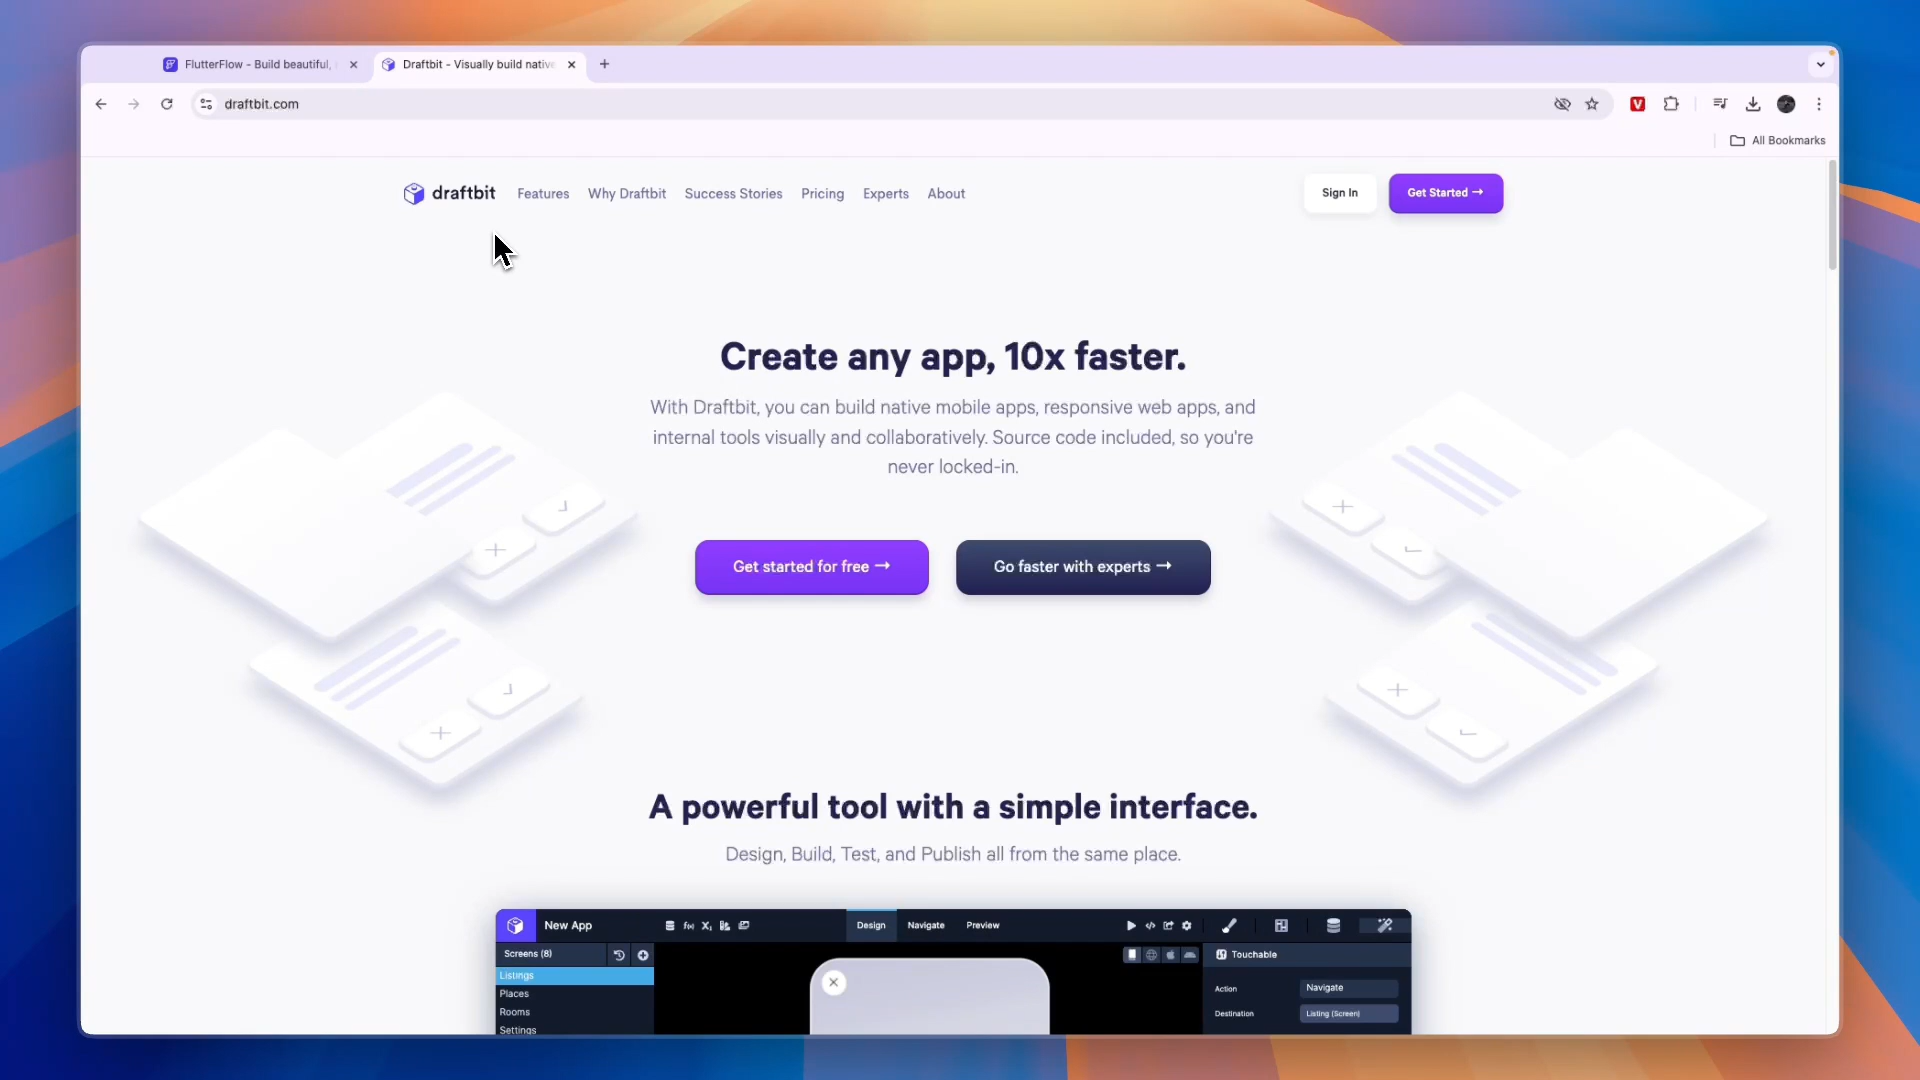 FlutterFlow - Build beautiful,
Draftbit - Visually build native
draftbit.com
All Bookmarks
draftbit
Features
Why Draftbit
Success Stories
Pricing
Experts
About
Sign In
Get Started →
Create any app, 10x faster.
With Draftbit, you can build native mobile apps, responsive web apps, and
internal tools visually and collaboratively. Source code included, so you're
never locked-in.
Get started for free →
Go faster with experts →
A powerful tool with a simple interface.
Design, Build, Test, and Publish all from the same place.
New App
Design
Navigate
Preview
Screens (8)
Touchable
Listings
Places
Action
Navigate
Rooms
Destination
Listing (Screen)
Settings